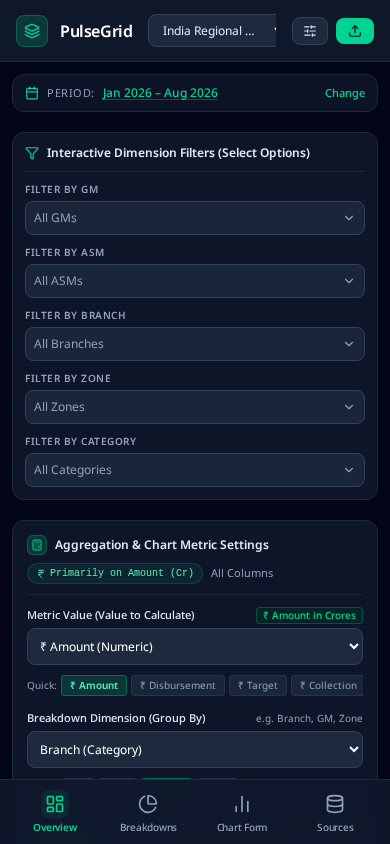 PulseGrid
India Regional ...
PERIOD: Jan 2026 – Aug 2026
Change
Interactive Dimension Filters (Select Options)
FILTER BY GM
All GMs
FILTER BY ASM
All ASMs
FILTER BY BRANCH
All Branches
FILTER BY ZONE
All Zones
FILTER BY CATEGORY
All Categories
Aggregation & Chart Metric Settings
₹ Primarily on Amount (Cr) All Columns
Metric Value (Value to Calculate) ₹ Amount in Crores
₹ Amount (Numeric)
Quick: ₹ Amount ₹ Disbursement ₹ Target ₹ Collection
Breakdown Dimension (Group By) e.g. Branch, GM, Zone
Branch (Category)
Overview Breakdowns Chart Form Sources